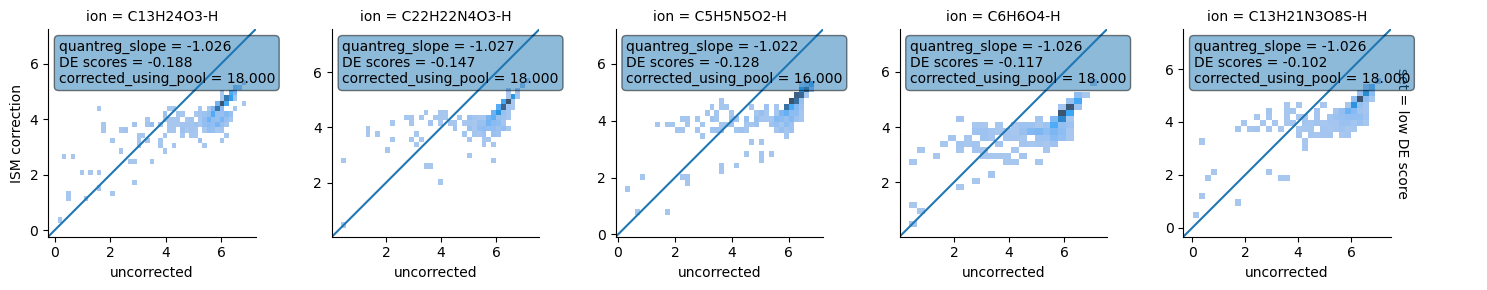 ion = C13H24O3-H
ion = C22H22N4O3-H
ion = C5H5N5O2-H
ion = C6H6O4-H
ion = C13H21N3O8S-H
quantreg_slope = -1.026
DE scores = -0.188
corrected_using_pool = 18.000
quantreg_slope = -1.027
DE scores = -0.147
corrected_using_pool = 18.000
quantreg_slope = -1.022
DE scores = -0.128
corrected_using_pool = 16.000
quantreg_slope = -1.026
DE scores = -0.117
corrected_using_pool = 18.000
quantreg_slope = -1.026
DE scores = -0.102
corrected_using_pool = 18.000
set = low DE score
ISM correction
6
4
2
0
6
4
2
6
4
2
0
6
4
2
6
4
2
0
0 2 4 6
2 4 6
0 2 4 6
2 4 6
0 2 4 6
uncorrected
uncorrected
uncorrected
uncorrected
uncorrected